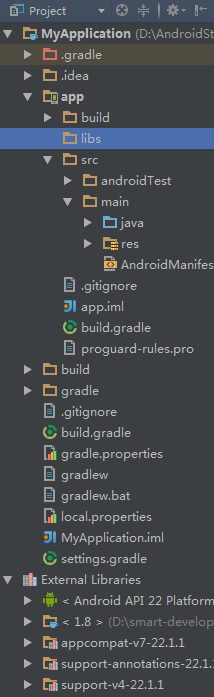 Project
MyApplication (D:\AndroidSt
.gradle
.idea
app
build
libs
src
androidTest
main
java
res
AndroidManifes
.gitignore
app.iml
build.gradle
proguard-rules.pro
build
gradle
.gitignore
build.gradle
gradle.properties
gradlew
gradlew.bat
local.properties
MyApplication.iml
settings.gradle
External Libraries
< Android API 22 Platform
< 1.8 > (D:\smart-develop
appcompat-v7-22.1.1
support-annotations-22.1
support-v4-22.1.1